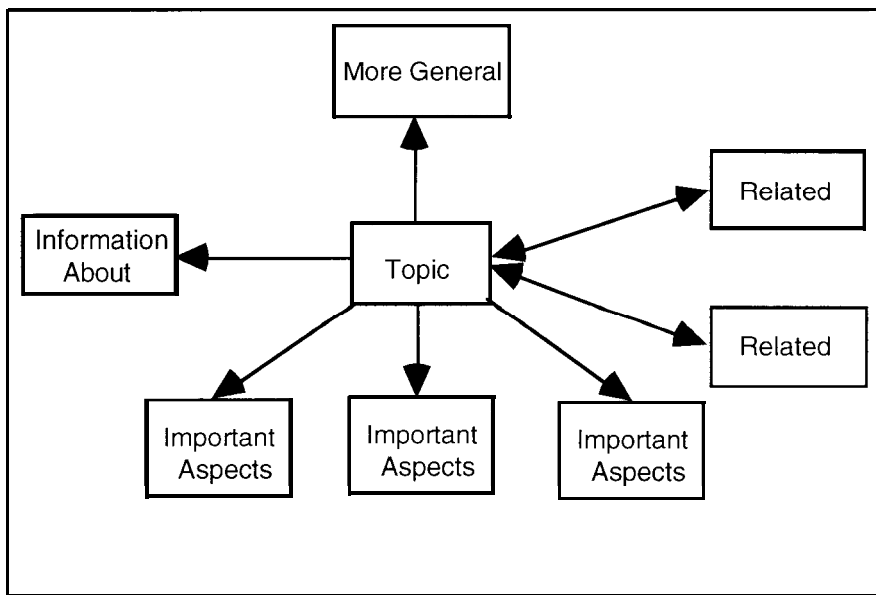 More General
Related
Information
About
Topic
Related
Important
Aspects
Important
Aspects
Important
Aspects